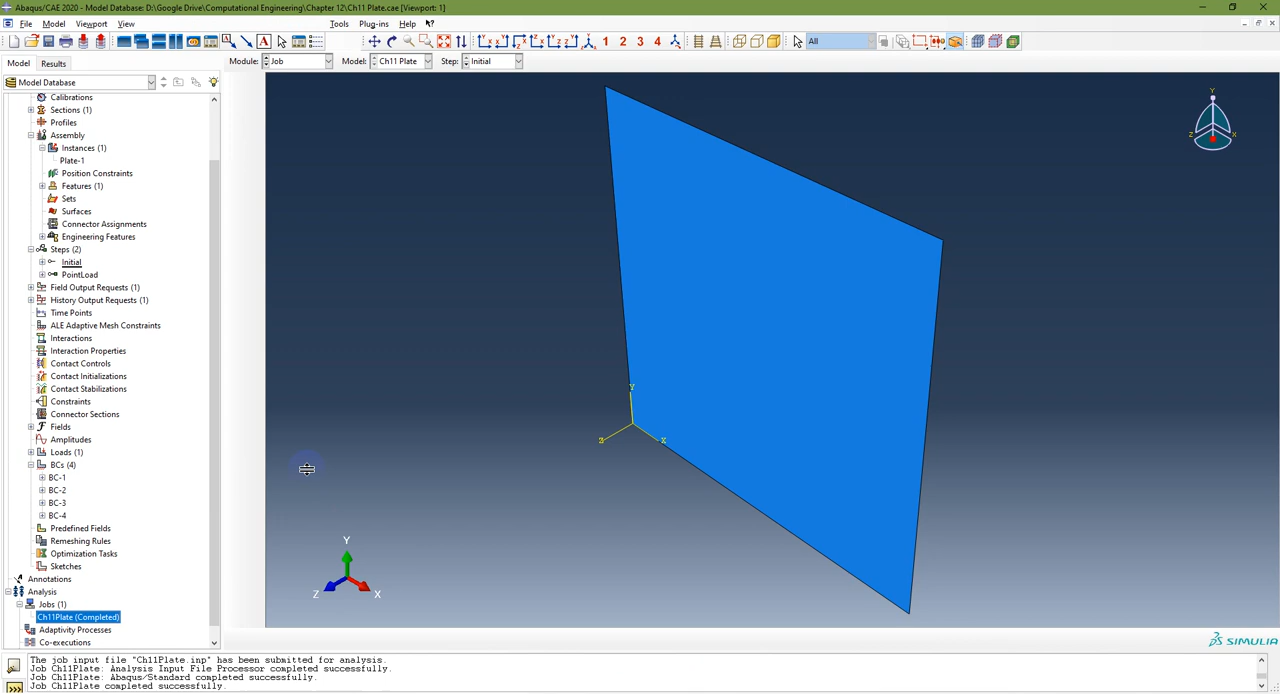 Abaqus/CAE 2020 - Model Database: D:\Google Drive\Computational Engineering\Chapter 12\Ch11 Plate.cae [Viewport: 1]
File Model Viewport View Tools Plug-ins Help
A 1 2 3 4 All
Model Results Module: Job Model: Ch11 Plate Step: Initial
Model Database
Calibrations
Sections (1)
Profiles
Assembly
Instances (1)
Plate-1
Position Constraints
Features (1)
Sets
Surfaces
Connector Assignments
Engineering Features
Steps (2)
Initial
PointLoad
Field Output Requests (1)
History Output Requests (1)
Time Points
ALE Adaptive Mesh Constraints
Interactions
Interaction Properties
Contact Controls
Contact Initializations
Contact Stabilizations
Constraints
Connector Sections
Fields
Amplitudes
Loads (1)
BCs (4)
BC-1
BC-2
BC-3
BC-4
Predefined Fields
Remeshing Rules
Optimization Tasks
Sketches
Annotations
Analysis
Jobs (1)
Ch11Plate (Completed)
Adaptivity Processes
Co-executions
Y
Z X
Y
Z X
Y
Z X
SIMULIA
The job input file "Ch11Plate.inp" has been submitted for analysis.
Job Ch11Plate: Analysis Input File Processor completed successfully.
Job Ch11Plate: Abaqus/Standard completed successfully.
Job Ch11Plate completed successfully.
>>>